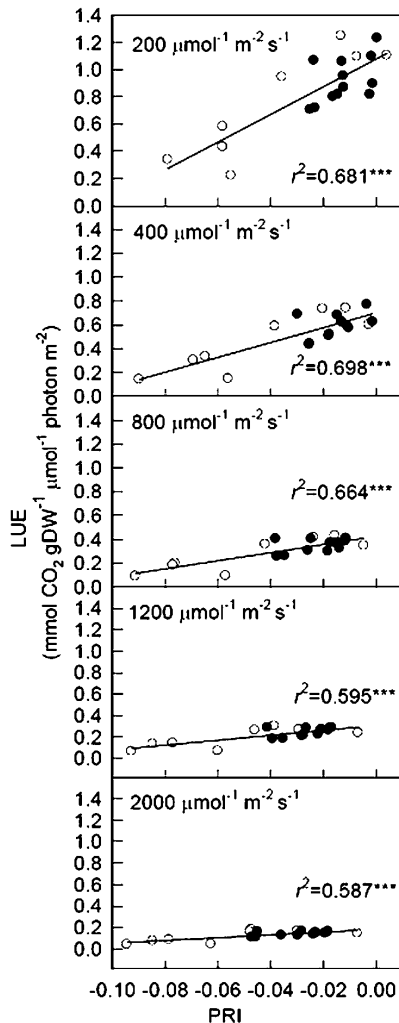 1.4
1.2
1.0
0.8
0.6
0.4
0.2
0.0
200 μmol⁻¹ m⁻² s⁻¹
r²=0.681***
1.4
1.2
1.0
0.8
0.6
0.4
0.2
0.0
400 μmol⁻¹ m⁻² s⁻¹
r²=0.698***
1.4
1.2
1.0
0.8
0.6
0.4
0.2
0.0
800 μmol⁻¹ m⁻² s⁻¹
r²=0.664***
1.4
1.2
1.0
0.8
0.6
0.4
0.2
0.0
1200 μmol⁻¹ m⁻² s⁻¹
r²=0.595***
1.4
1.2
1.0
0.8
0.6
0.4
0.2
0.0
2000 μmol⁻¹ m⁻² s⁻¹
r²=0.587***
LUE
(mmol CO₂ gDW⁻¹ μmol⁻¹ photon m⁻²)
-0.10 -0.08 -0.06 -0.04 -0.02 0.00
PRI